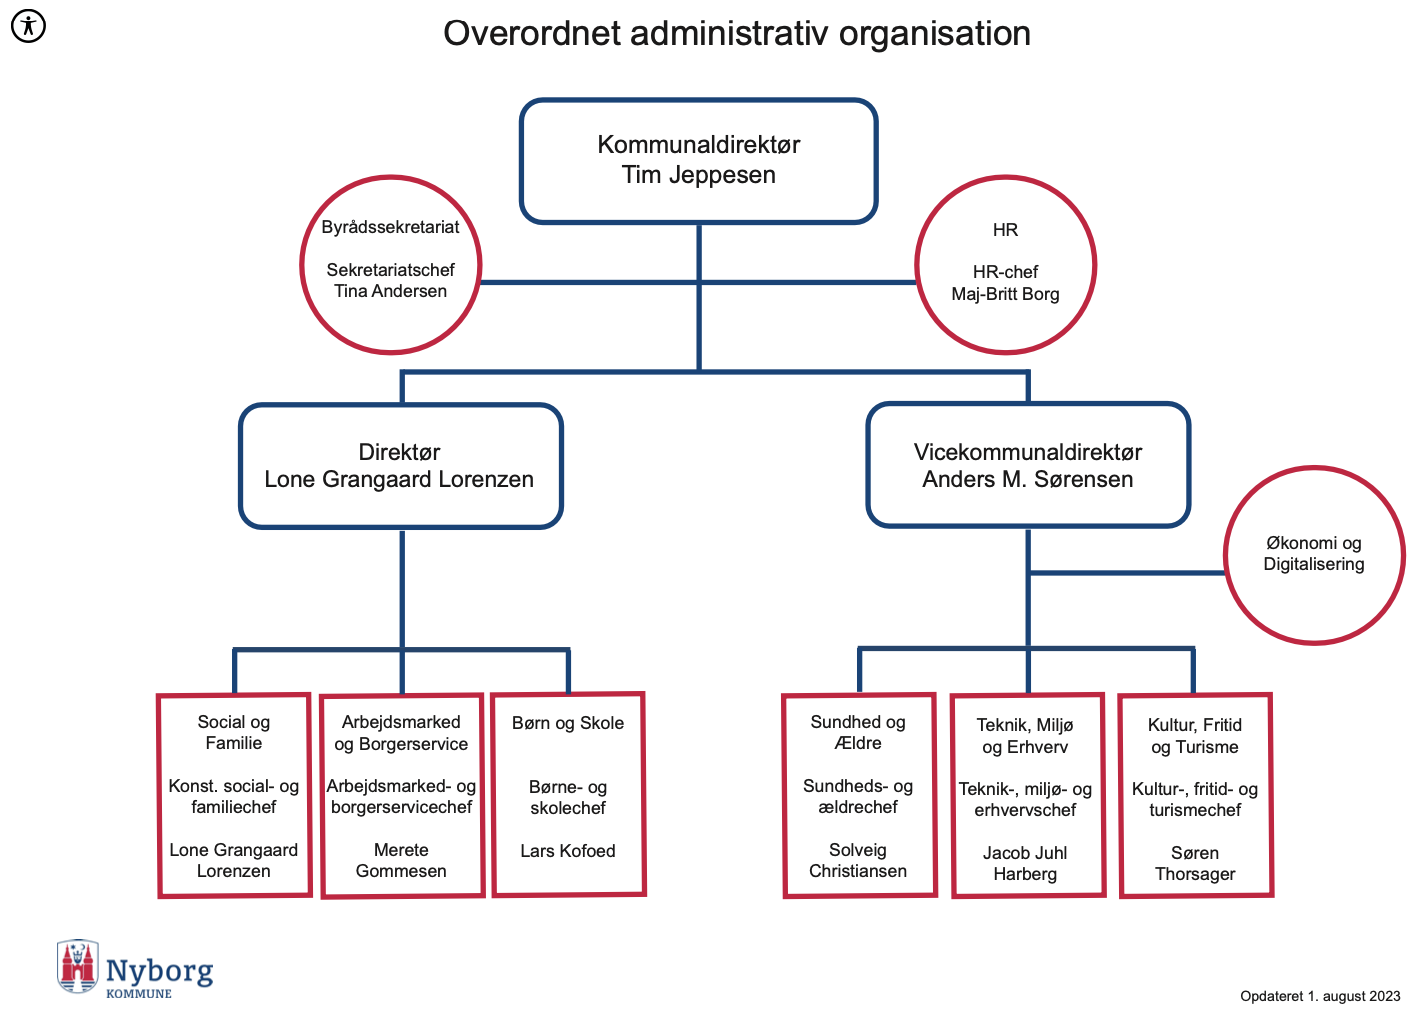 Overordnet administrativ organisation
Kommunaldirektør
Tim Jeppesen
Byrådssekretariat
Sekretariatschef
Tina Andersen
HR
HR-chef
Maj-Britt Borg
Direktør
Lone Grangaard Lorenzen
Vicekommunaldirektør
Anders M. Sørensen
Økonomi og
Digitalisering
Social og
Familie
Konst. social- og
familiechef
Lone Grangaard
Lorenzen
Arbejdsmarked
og Borgerservice
Arbejdsmarked- og
borgerservicechef
Merete
Gommesen
Børn og Skole
Børne- og
skolechef
Lars Kofoed
Sundhed og
Ældre
Sundheds- og
ældrechef
Solveig
Christiansen
Teknik, Miljø
og Erhverv
Teknik-, miljø- og
erhvervschef
Jacob Juhl
Harberg
Kultur, Fritid
og Turisme
Kultur-, fritid- og
turismechef
Søren
Thorsager
Nyborg
KOMMUNE
Opdateret 1. august 2023